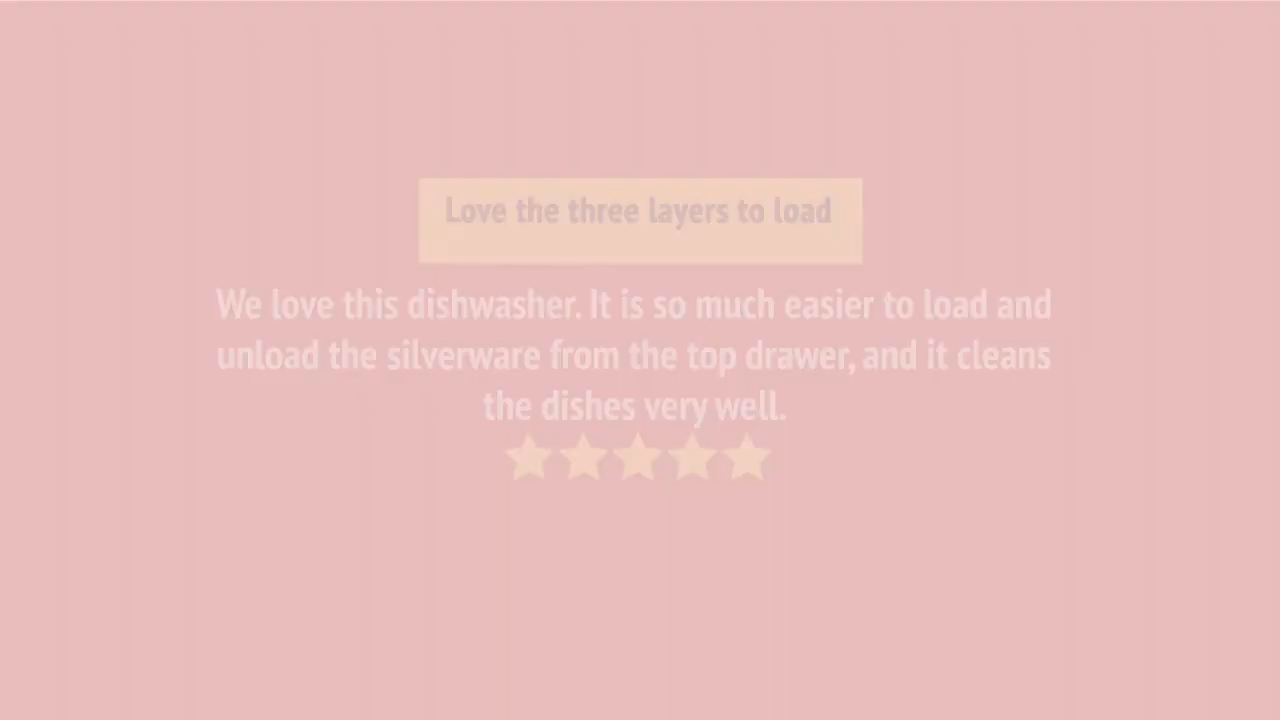 Love the three layers to load
We love this dishwasher. It is so much easier to load and
unload the silverware from the top drawer, and it cleans
the dishes very well.